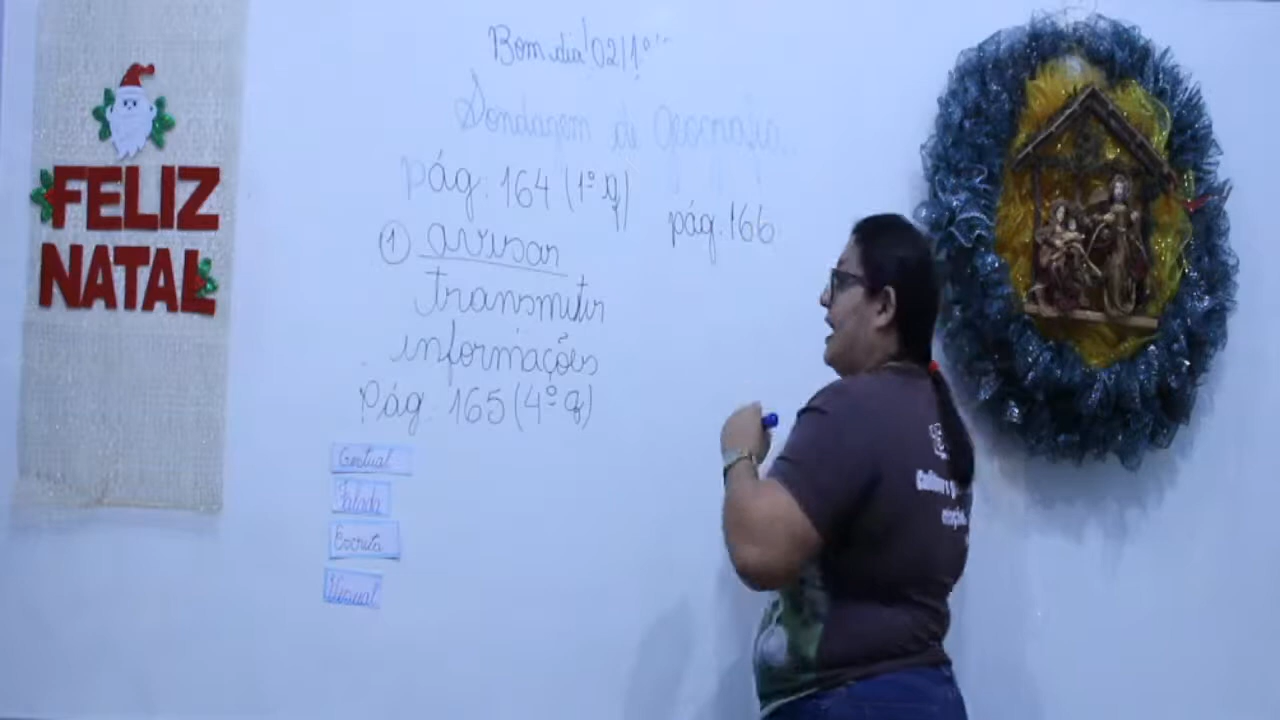 FELIZ
NATAL
Bom dia! 02/1
Sondagem de Geografia
pág. 164 (1º q)
① avisar
transmitir
informações
Pág. 165 (4º q)
Gestual
Falada
Escrita
Visual
pág. 166